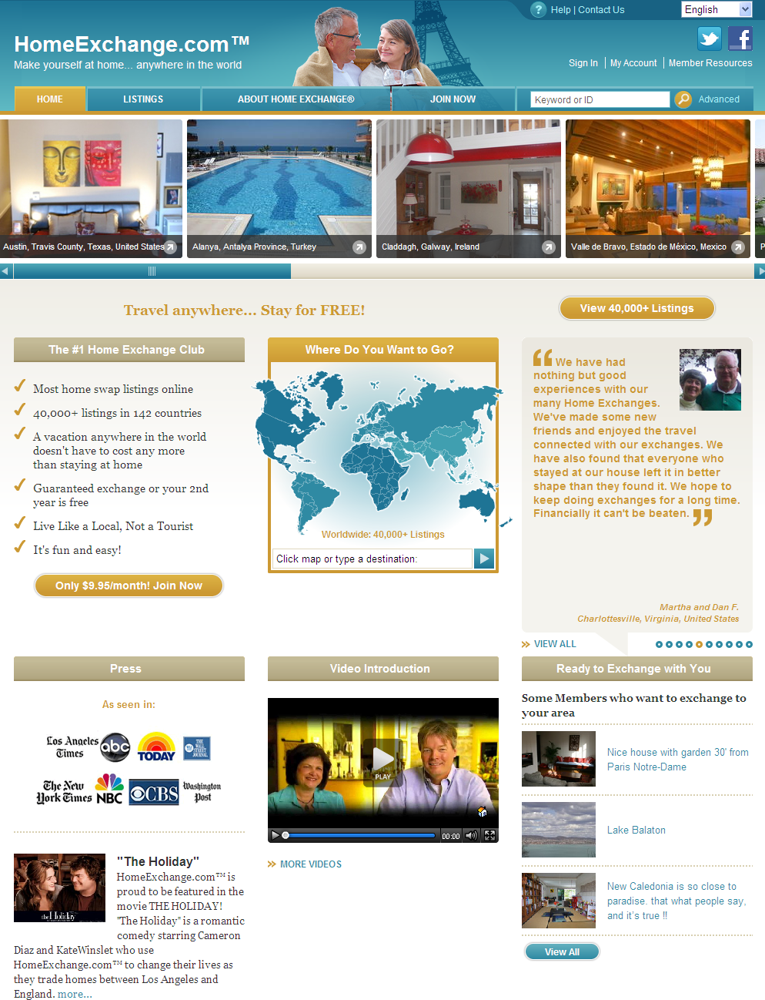 Help | Contact Us
English
HomeExchange.com™
Make yourself at home... anywhere in the world
Sign In | My Account | Member Resources
HOME
LISTINGS
ABOUT HOME EXCHANGE®
JOIN NOW
Keyword or ID
Advanced
Austin, Travis County, Texas, United States
Alanya, Antalya Province, Turkey
Claddagh, Galway, Ireland
Valle de Bravo, Estado de México, Mexico
P
Travel anywhere... Stay for FREE!
View 40,000+ Listings
The #1 Home Exchange Club
Most home swap listings online
40,000+ listings in 142 countries
A vacation anywhere in the world
doesn't have to cost any more
than staying at home
Guaranteed exchange or your 2nd
year is free
Live Like a Local, Not a Tourist
It's fun and easy!
Only $9.95/month! Join Now
Where Do You Want to Go?
Worldwide: 40,000+ Listings
Click map or type a destination:
“ We have had
nothing but good
experiences with our
many Home Exchanges.
We've made some new
friends and enjoyed the travel
connected with our exchanges. We
have also found that everyone who
stayed at our house left it in better
shape than they found it. We hope to
keep doing exchanges for a long time.
Financially it can't be beaten. ”
Martha and Dan F.
Charlottesville, Virginia, United States
VIEW ALL
Press
As seen in:
Los Angeles
Times
abc
TODAY
THE WALL STREET JOURNAL
The New
York Times
NBC
CBS
Washington
Post
"The Holiday"
HomeExchange.com™ is
proud to be featured in the
movie THE HOLIDAY!
"The Holiday" is a romantic
comedy starring Cameron
Diaz and KateWinslet who use
HomeExchange.com™ to change their lives as
they trade homes between Los Angeles and
England. more...
the Holiday
Video Introduction
PLAY
00:00
MORE VIDEOS
Ready to Exchange with You
Some Members who want to exchange to
your area
Nice house with garden 30' from
Paris Notre-Dame
Lake Balaton
New Caledonia is so close to
paradise. that what people say,
and it's true !!
View All